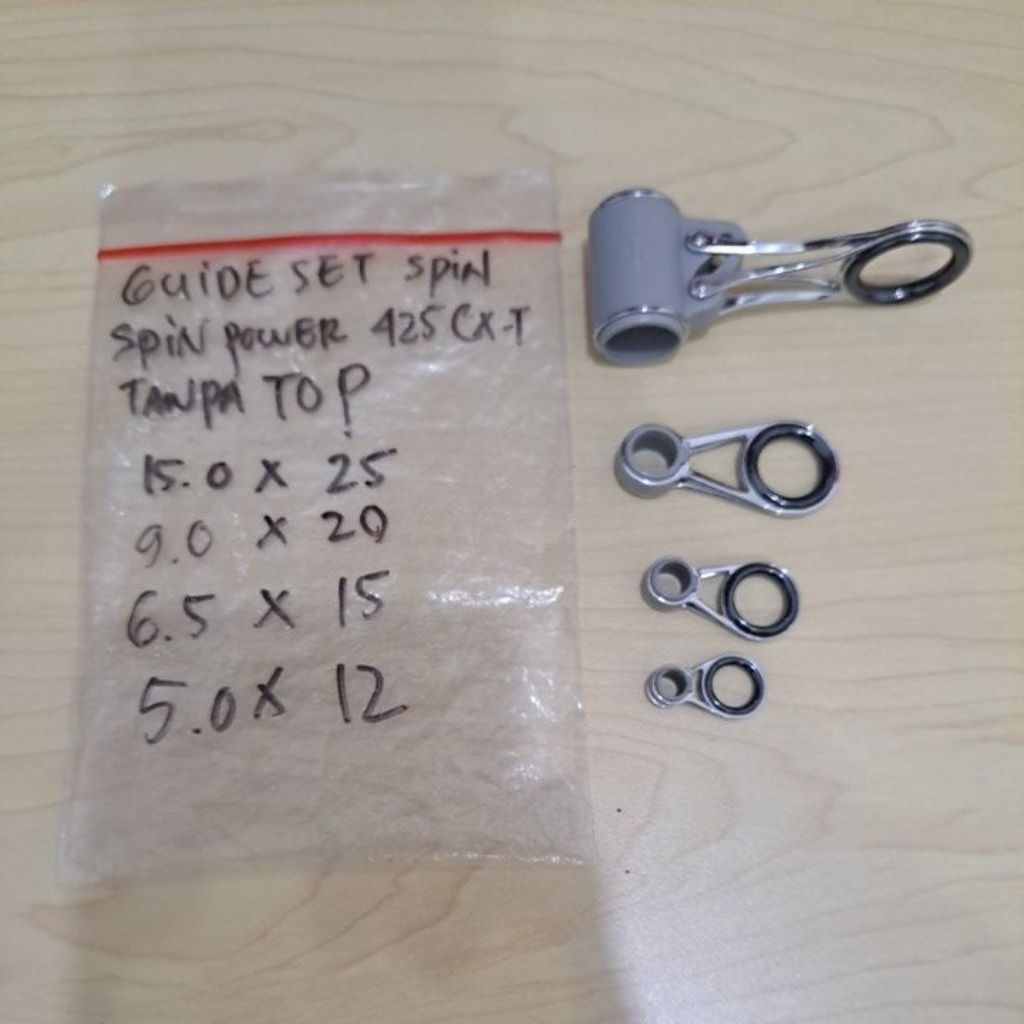 GUIDE SET SPIN
SPIN POWER 425 CX-T
TANPA TOP
15.0 X 25
9.0 X 20
6.5 X 15
5.0 X 12